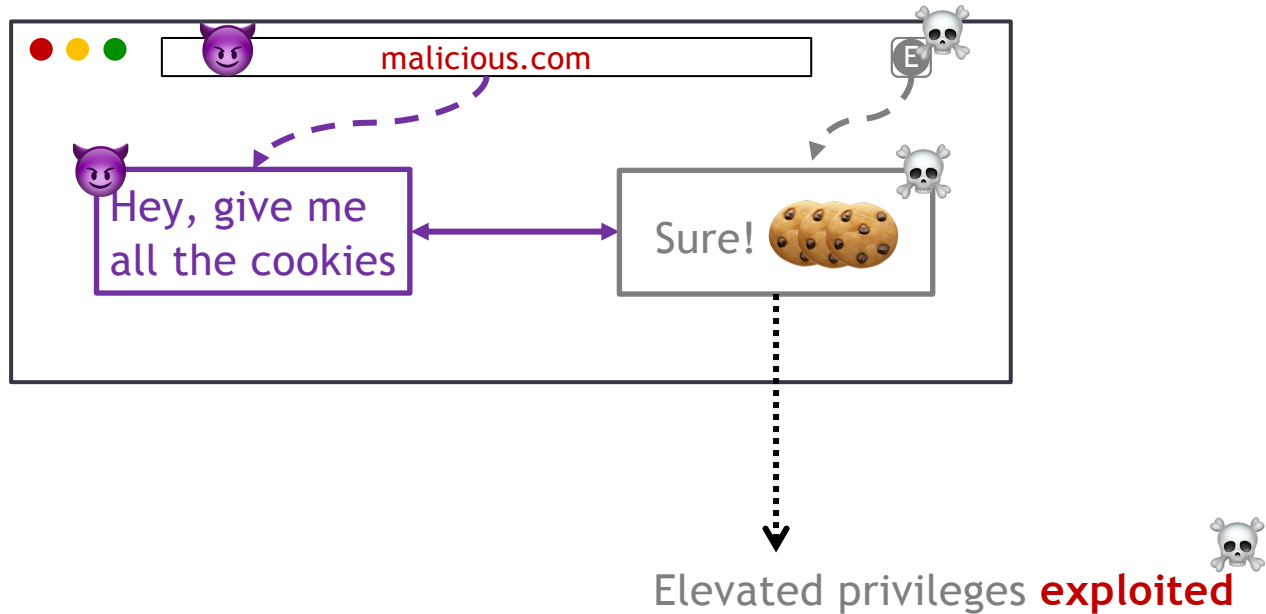 malicious.com
E
Hey, give me
all the cookies
Sure!
Elevated privileges exploited